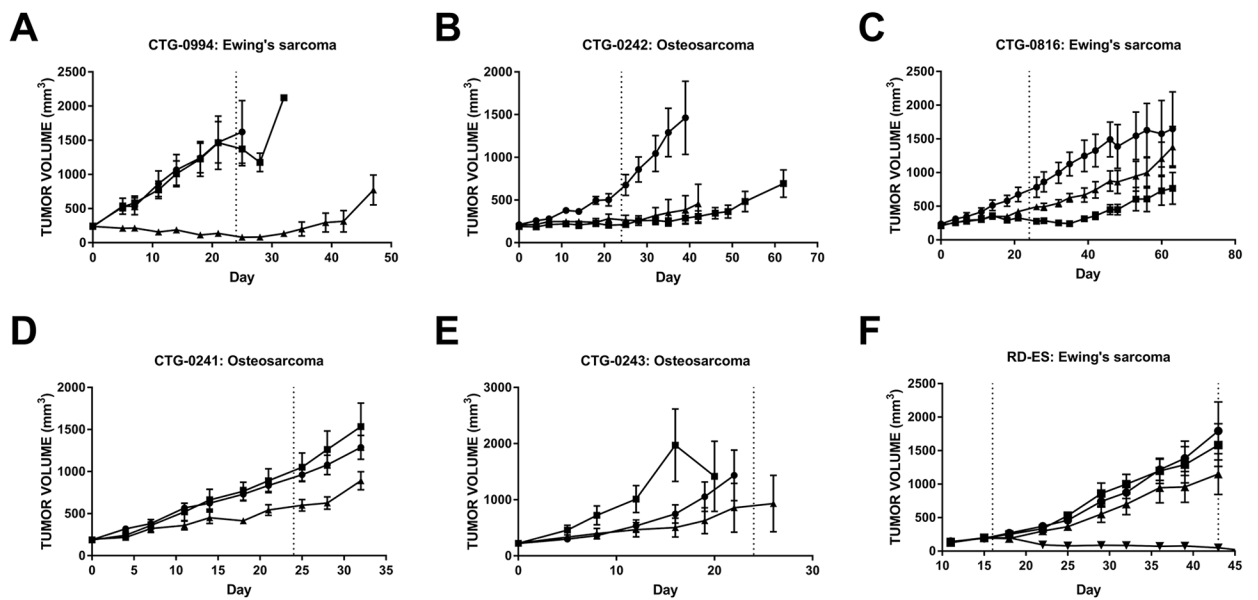 A
CTG-0994: Ewing's sarcoma
TUMOR VOLUME (mm3)
2500
2000
1500
1000
500
0
0 10 20 30 40 50
Day
B
CTG-0242: Osteosarcoma
TUMOR VOLUME (mm3)
2000
1500
1000
500
0
0 10 20 30 40 50 60 70
Day
C
CTG-0816: Ewing's sarcoma
TUMOR VOLUME (mm3)
2500
2000
1500
1000
500
0
0 20 40 60 80
Day
D
CTG-0241: Osteosarcoma
TUMOR VOLUME (mm3)
2000
1500
1000
500
0
0 5 10 15 20 25 30 35
Day
E
CTG-0243: Osteosarcoma
TUMOR VOLUME (mm3)
3000
2000
1000
0
0 10 20 30
Day
F
RD-ES: Ewing's sarcoma
TUMOR VOLUME (mm3)
2500
2000
1500
1000
500
0
10 15 20 25 30 35 40 45
Day